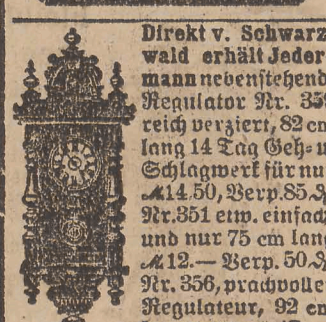 Direkt v. Schwarz
wald erhält Jeder
mann nebenstehend
Regulator Nr. 35
reich verziert, 82 cm
lang 14 Tag Geh- u
Schlagwerk für nu
ℳ 14.50, Verp. 85 ₰
Nr. 351 etw. einfach
und nur 75 cm lang
ℳ 12.— Verp. 50 ₰
Nr. 356, prachvolle
Regulateur, 92 cm